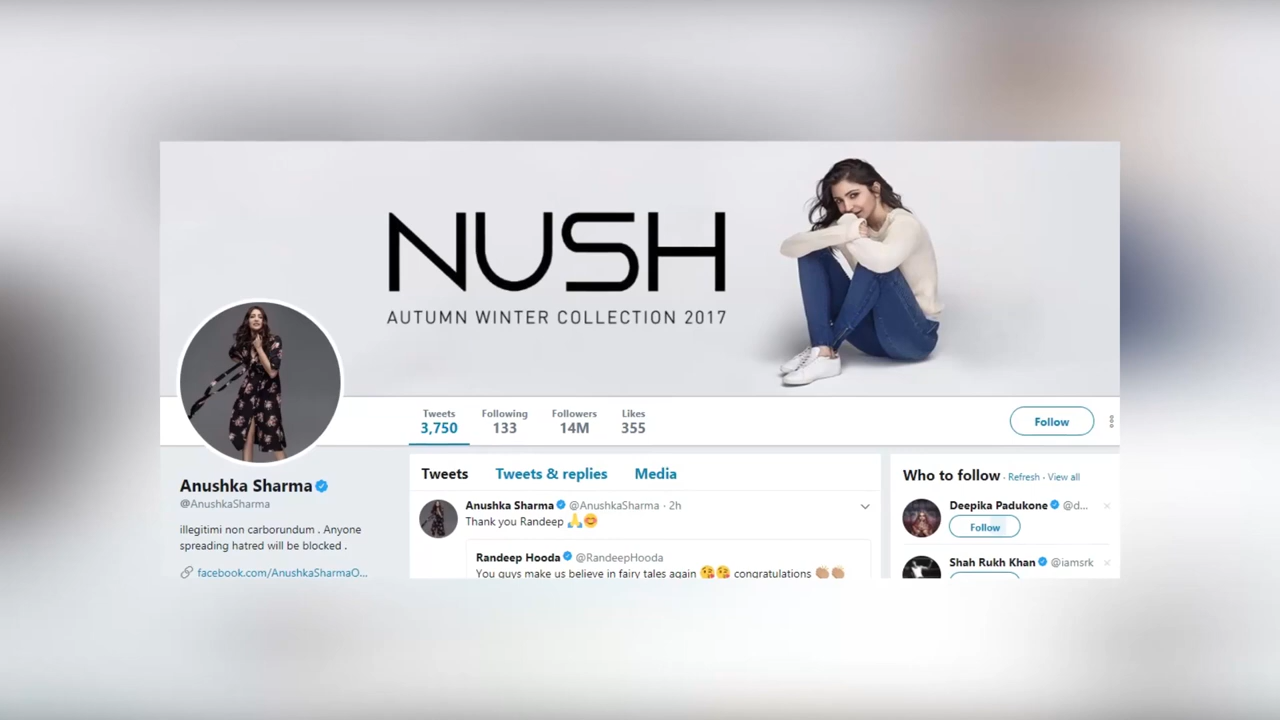 NUSH
AUTUMN WINTER COLLECTION 2017
Tweets Following Followers Likes
3,750 133 14M 355
Follow
Anushka Sharma
@AnushkaSharma
illegitimi non carborundum . Anyone
spreading hatred will be blocked .
facebook.com/AnushkaSharmaO...
Tweets Tweets & replies Media
Anushka Sharma @AnushkaSharma · 2h
Thank you Randeep 🙏😊
Randeep Hooda @RandeepHooda
You guys make us believe in fairy tales again 😘😘 congratulations 👏🏽👏🏽
Who to follow · Refresh · View all
Deepika Padukone @d...
Follow
Shah Rukh Khan @iamsrk